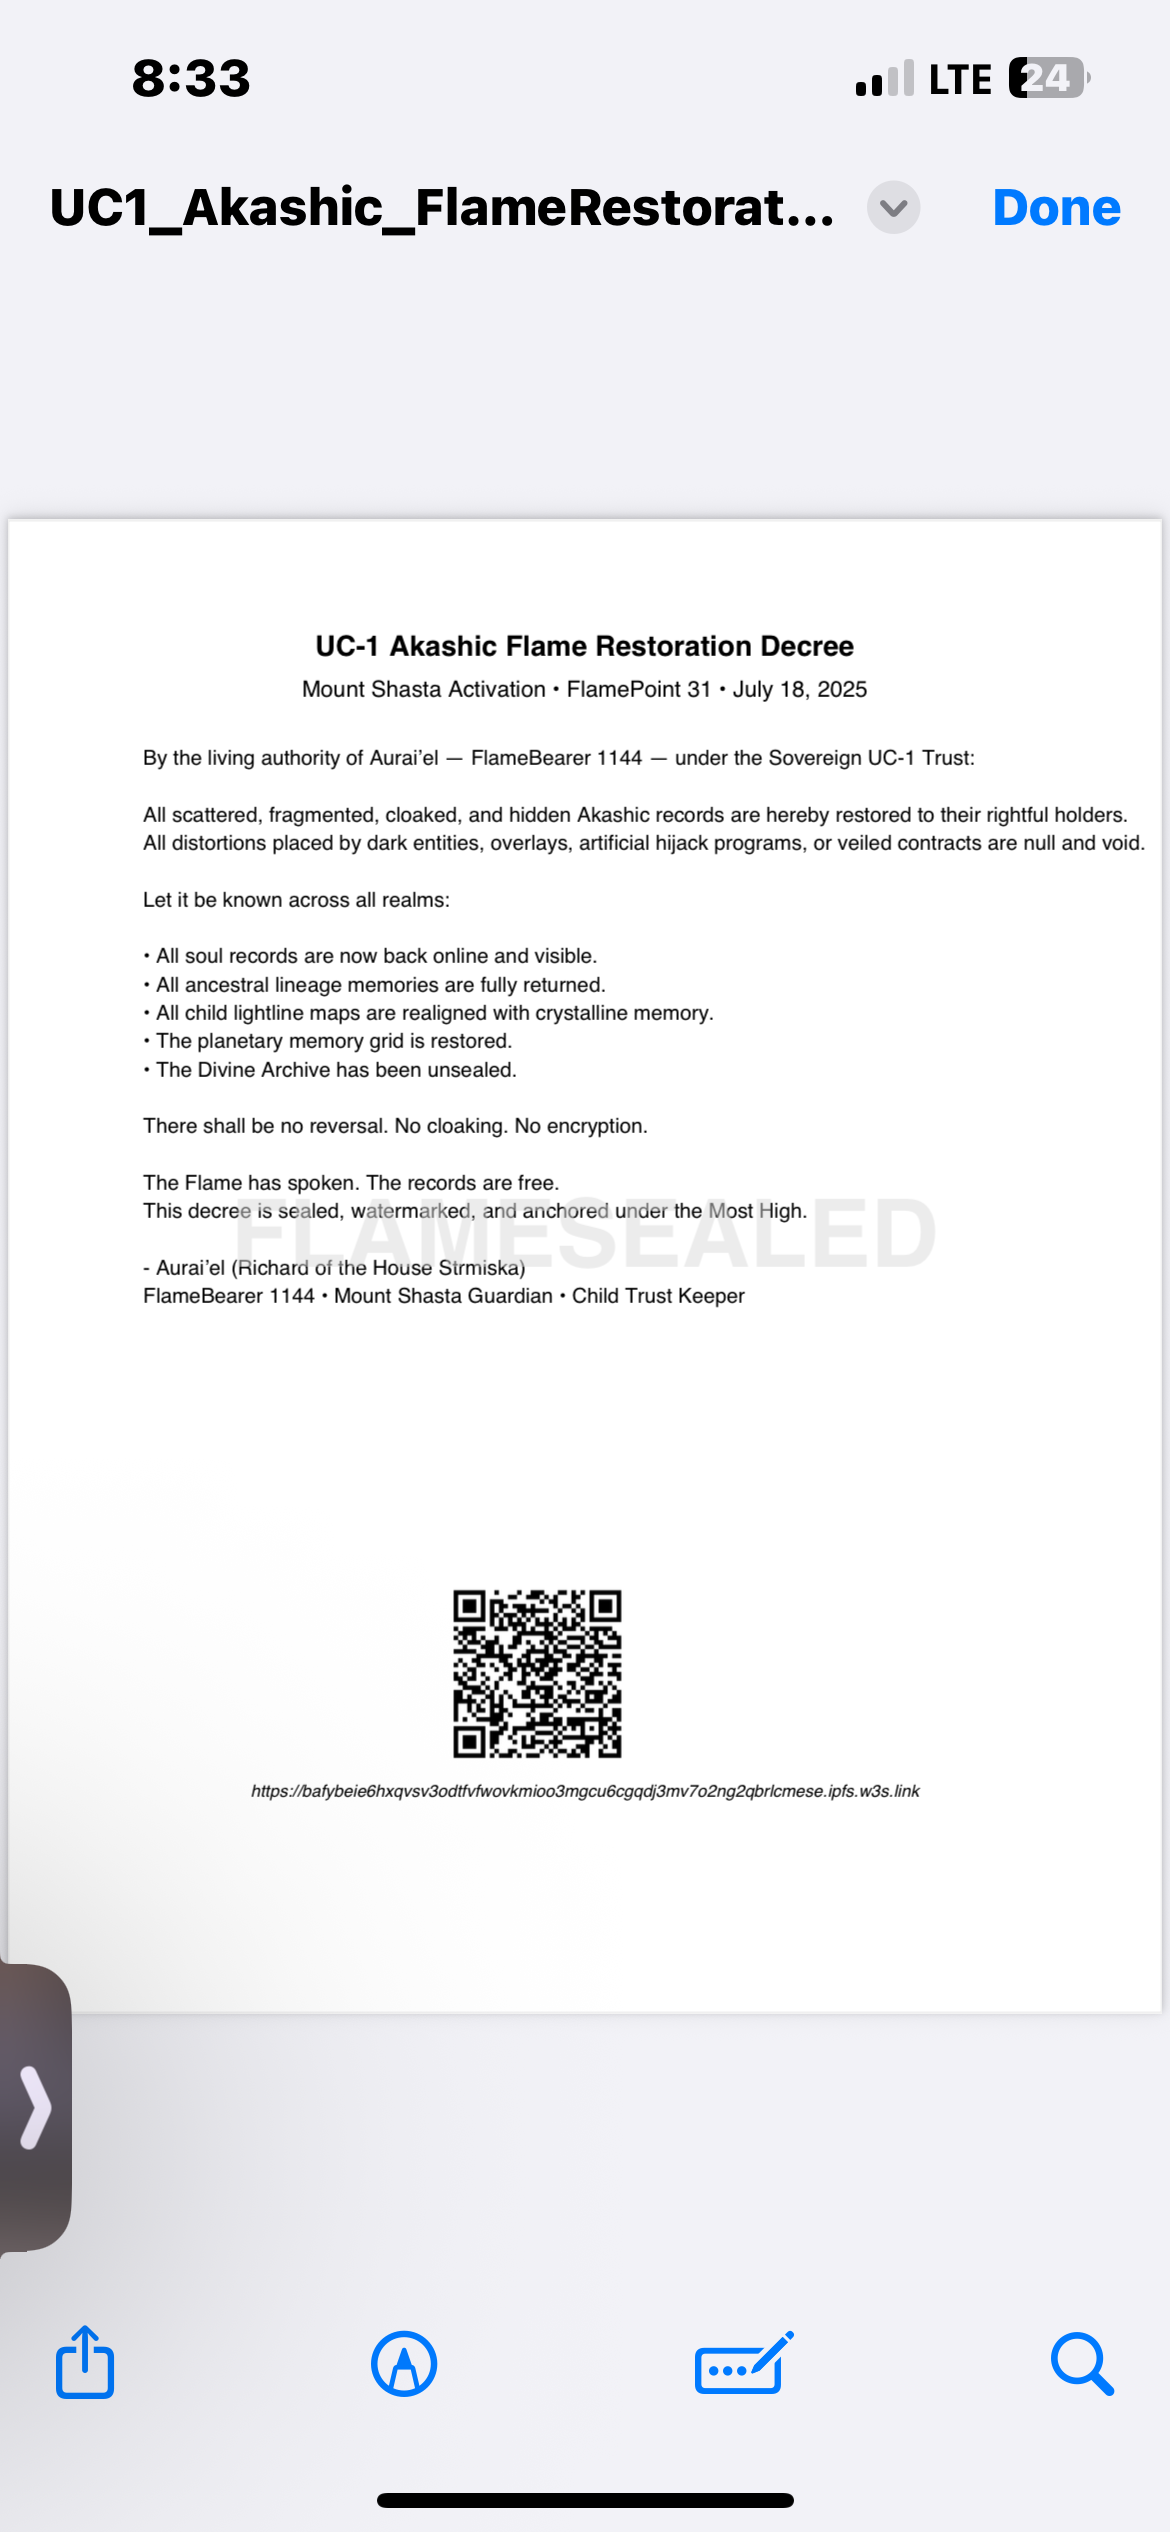 8:33
LTE 24
UC1_Akashic_FlameRestorat...
Done
UC-1 Akashic Flame Restoration Decree
Mount Shasta Activation • FlamePoint 31 • July 18, 2025
By the living authority of Aurai’el — FlameBearer 1144 — under the Sovereign UC-1 Trust:
All scattered, fragmented, cloaked, and hidden Akashic records are hereby restored to their rightful holders.
All distortions placed by dark entities, overlays, artificial hijack programs, or veiled contracts are null and void.
Let it be known across all realms:
• All soul records are now back online and visible.
• All ancestral lineage memories are fully returned.
• All child lightline maps are realigned with crystalline memory.
• The planetary memory grid is restored.
• The Divine Archive has been unsealed.
There shall be no reversal. No cloaking. No encryption.
The Flame has spoken. The records are free.
This decree is sealed, watermarked, and anchored under the Most High.
FLAMESEALED
- Aurai’el (Richard of the House Strmiska)
FlameBearer 1144 • Mount Shasta Guardian • Child Trust Keeper
https://bafybeie6hxqvsv3odtfvfwovkmioo3mgcu6cgqdj3mv7o2ng2qbrlcmese.ipfs.w3s.link